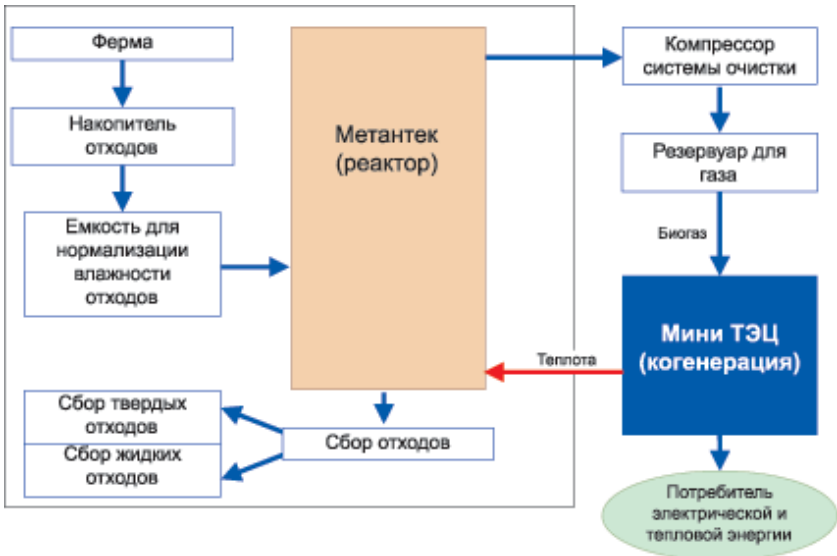 Ферма
Накопитель
отходов
Емкость для
нормализации
влажности
отходов
Метантек
(реактор)
Сбор отходов
Сбор твердых
отходов
Сбор жидких
отходов
Компрессор
системы очистки
Резервуар для
газа
Биогаз
Мини ТЭЦ
(когенерация)
Теплота
Потребитель
электрической и
тепловой энергии